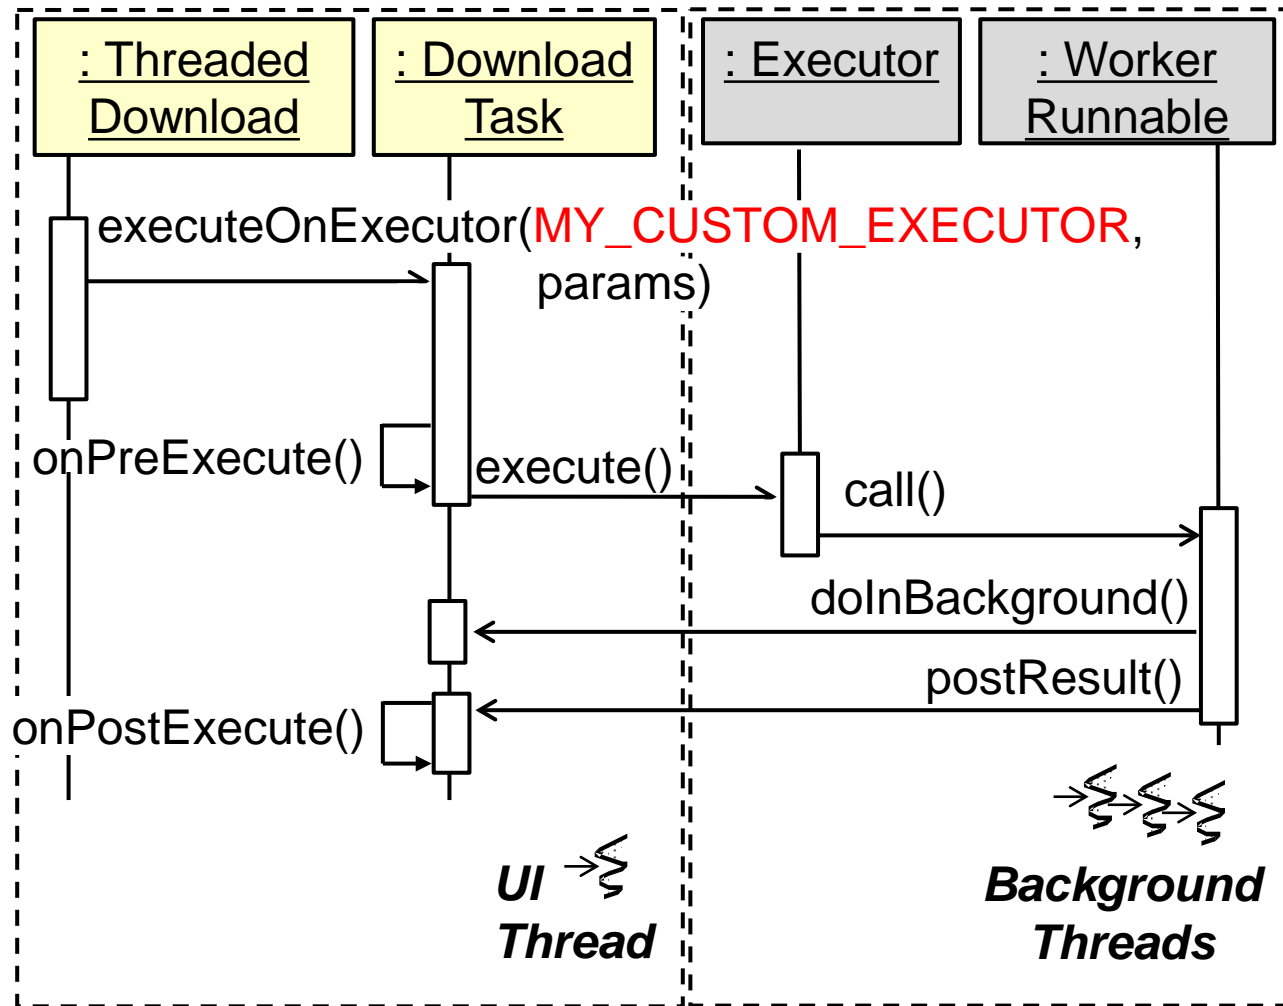 : Threaded
Download
: Download
Task
: Executor
: Worker
Runnable
executeOnExecutor(MY_CUSTOM_EXECUTOR,
params)
onPreExecute()
execute()
call()
doInBackground()
postResult()
onPostExecute()
UI
Thread
Background
Threads